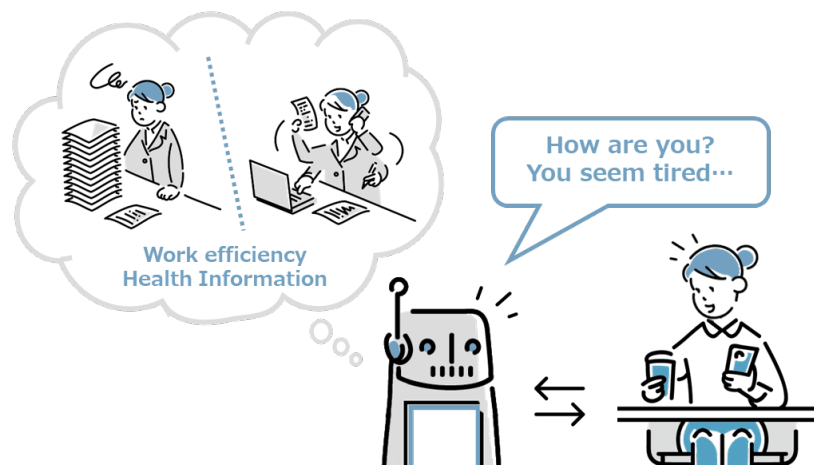 Work efficiency
Health Information
How are you?
You seem tired…